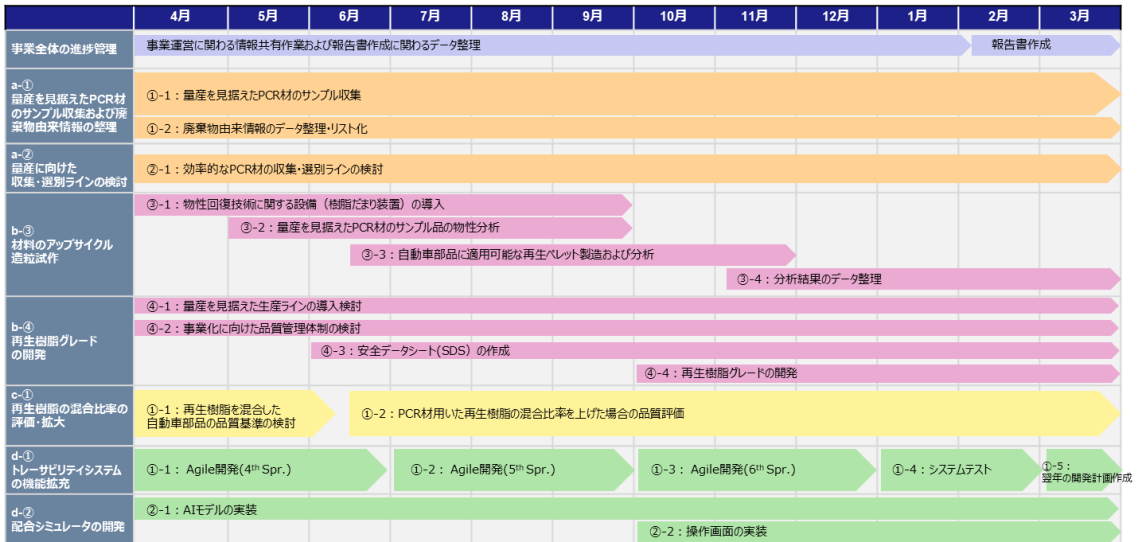 4月 5月 6月 7月 8月 9月 10月 11月 12月 1月 2月 3月
事業全体の進捗管理
事業運営に関わる情報共有作業および報告書作成に関わるデータ整理
報告書作成
a-①
量産を見据えたPCR材
のサンプル収集および廃
棄物由来情報の整理
①-1：量産を見据えたPCR材のサンプル収集
①-2：廃棄物由来情報のデータ整理・リスト化
a-②
量産に向けた
収集・選別ラインの検討
②-1：効率的なPCR材の収集・選別ラインの検討
b-③
材料のアップサイクル
造粒試作
③-1：物性回復技術に関する設備（樹脂だまり装置）の導入
③-2：量産を見据えたPCR材のサンプル品の物性分析
③-3：自動車部品に適用可能な再生ペレット製造および分析
③-4：分析結果のデータ整理
b-④
再生樹脂グレード
の開発
④-1：量産を見据えた生産ラインの導入検討
④-2：事業化に向けた品質管理体制の検討
④-3：安全データシート(SDS）の作成
④-4：再生樹脂グレードの開発
c-①
再生樹脂の混合比率の
評価・拡大
①-1：再生樹脂を混合した
自動車部品の品質基準の検討
①-2：PCR材用いた再生樹脂の混合比率を上げた場合の品質評価
d-①
トレーサビリティシステム
の機能拡充
①-1： Agile開発(4th Spr.)
①-2： Agile開発(5th Spr.)
①-3： Agile開発(6th Spr.)
①-4：システムテスト
①-5：
翌年の開発計画作成
d-②
配合シミュレータの開発
②-1：AIモデルの実装
②-2：操作画面の実装